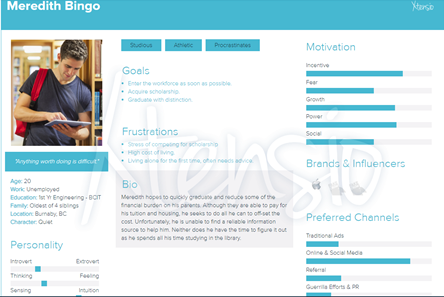 Meredith Bingo
Xtensio
Studious
Athletic
Procrastinates
Goals
Enter the workforce as soon as possible.
Acquire scholarship.
Graduate with distinction.
Frustrations
Stress of competing for scholarship.
High cost of living.
Living alone for the first time, often needs advice.
"Anything worth doing is difficult."
Age: 20
Work: Unemployed
Education: 1st Yr Engineering - BCIT
Family: Oldest of 4 siblings
Location: Burnaby, BC
Character: Quiet
Personality
Introvert Extrovert
Thinking Feeling
Sensing Intuition
Bio
Meredith hopes to quickly graduate and reduce some of the
financial burden on his parents. Although they are able to pay for
his tuition and housing, he seeks to do all he can to off-set the
cost. Unfortunately, he is unable to find a reliable information
source to help him. Neither does he have the time to figure it out
as he spends all his time studying in the library.
Motivation
Incentive
Fear
Growth
Power
Social
Brands & Influencers
Preferred Channels
Traditional Ads
Online & Social Media
Referral
Guerilla Efforts & PR
Xtensio